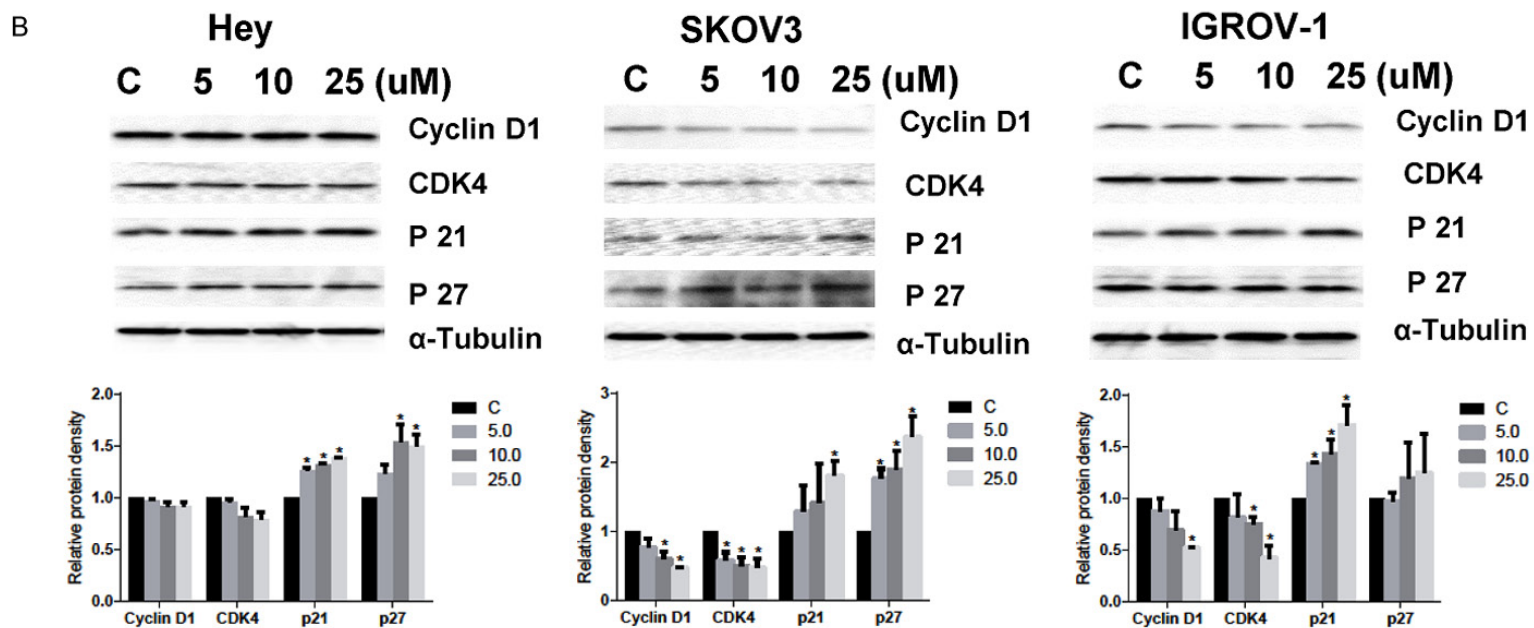 B
Hey
C 5 10 25 (uM)
Cyclin D1
CDK4
P 21
P 27
α-Tubulin
SKOV3
C 5 10 25 (uM)
Cyclin D1
CDK4
P 21
P 27
α-Tubulin
IGROV-1
C 5 10 25 (uM)
Cyclin D1
CDK4
P 21
P 27
α-Tubulin
Relative protein density
2.0
1.5
1.0
0.5
0.0
* * * * *
C
5.0
10.0
25.0
Cyclin D1 CDK4 p21 p27
Relative protein density
3
2
1
0
* * * * * * * * *
C
5.0
10.0
25.0
Cyclin D1 CDK4 p21 p27
Relative protein density
2.0
1.5
1.0
0.5
0.0
* * * * * *
C
5.0
10.0
25.0
Cyclin D1 CDK4 p21 p27